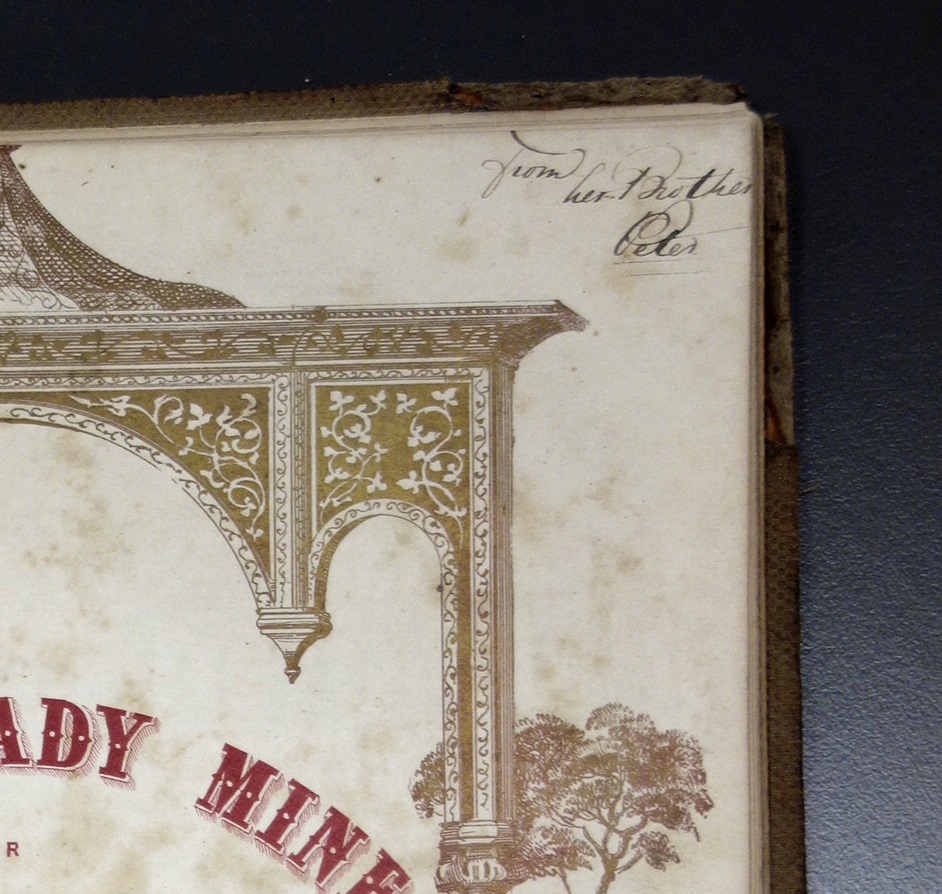 from
her Brother
Peter
ADY MINE
R